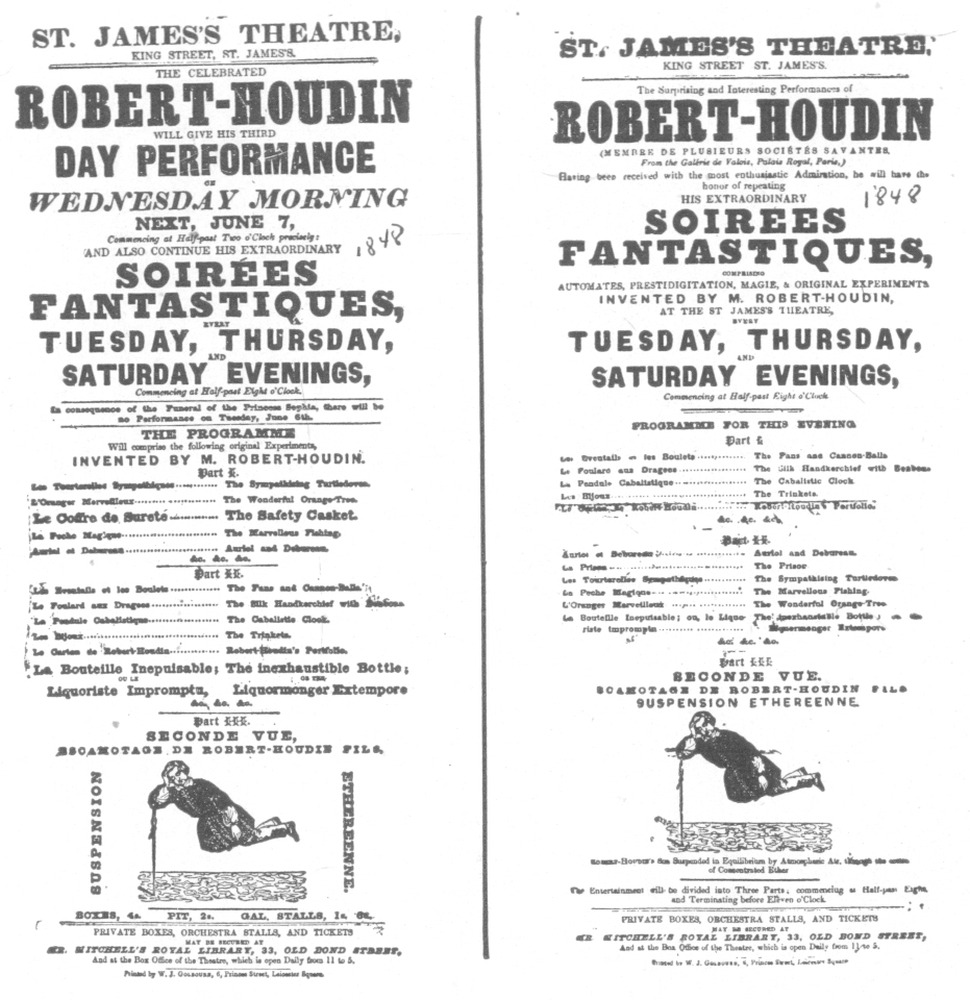 ST. JAMES'S THEATRE,
KING STREET, ST. JAMES'S.
THE CELEBRATED
ROBERT-HOUDIN
WILL GIVE HIS THIRD
DAY PERFORMANCE
ON
WEDNESDAY MORNING
NEXT, JUNE 7,
1848
Commencing at Half-past Two o'Clock precisely:
AND ALSO CONTINUE HIS EXTRAORDINARY
SOIRÉES
FANTASTIQUES,
EVERY
TUESDAY, THURSDAY,
AND
SATURDAY EVENINGS,
Commencing at Half-past Eight o'Clock.
In consequence of the Funeral of the Princess Sophia, there will be
no Performance on Tuesday, June 6th.
THE PROGRAMME
Will comprise the following original Experiments,
INVENTED BY M. ROBERT-HOUDIN.
Part I.
Les Tourterelles Sympathiques The Sympathising Turtledoves.
L'Oranger Merveilleux The Wonderful Orange-Tree.
Le Coffre de Sureté The Safety Casket.
La Peche Magique The Marvellous Fishing.
Auriol et Debureau Auriol and Debureau.
&c. &c. &c.
Part II.
Les Eventails et les Boulets The Fans and Cannon-Balls
Le Foulard aux Dragees The Silk Handkerchief with Bonbons
La Pendule Cabalistique The Cabalistic Clock.
Les Bijoux The Trinkets.
Le Carton de Robert-Houdin Robert-Houdin's Portfolio.
La Bouteille Inepuisable; The inexhaustible Bottle;
OU LE OR THE
Liquoriste Impromptu, Liquormonger Extempore
&c. &c. &c.
Part III.
SECONDE VUE,
ESCAMOTAGE DE ROBERT-HOUDIN FILS,
SUSPENSION
ETHEREENNE.
BOXES, 4s. PIT, 2s. GAL. STALLS, 1s. 6d.
PRIVATE BOXES, ORCHESTRA STALLS, AND TICKETS
MAY BE SECURED AT
MR. MITCHELL'S ROYAL LIBRARY, 33, OLD BOND STREET,
And at the Box Office of the Theatre, which is open Daily from 11 to 5.
Printed by W. J. GOLBOURN, 6, Princes Street, Leicester Square.
ST. JAMES'S THEATRE,
KING STREET ST. JAMES'S.
The Surprising and Interesting Performances of
ROBERT-HOUDIN
(MEMBRE DE PLUSIEURS SOCIÉTÉS SAVANTES,
From the Galérie de Valois, Palais Royal, Paris,)
Having been received with the most enthusiastic Admiration, he will have the
honor of repeating
HIS EXTRAORDINARY
1848
SOIREES
FANTASTIQUES,
COMPRISING
AUTOMATES, PRESTIDIGITATION, MAGIE, & ORIGINAL EXPERIMENTS
INVENTED BY M. ROBERT-HOUDIN,
AT THE ST JAMES'S THEATRE,
EVERY
TUESDAY, THURSDAY,
AND
SATURDAY EVENINGS,
Commencing at Half-past Eight o'Clock
PROGRAMME FOR THIS EVENING
Part I.
Les Eventails et les Boulets The Fans and Cannon-Balls
Le Foulard aux Dragees The Silk Handkerchief with Bonbons
La Pendule Cabalistique The Cabalistic Clock
Les Bijoux The Trinkets.
Le Carton de Robert-Houdin Robert-Houdin's Portfolio.
&c. &c. &c.
Part II.
Auriol et Debureau Auriol and Debureau.
La Prison The Prison
Les Tourterelles Sympathiques The Sympathising Turtledoves
La Peche Magique The Marvellous Fishing.
L'Oranger Merveilleux The Wonderful Orange-Tree
La Bouteille Inepuisable; ou, le Liquo- The inexhaustible Bottle; or the
riste impromptu Liquormonger Extempore
&c. &c. &c.
Part III.
SECONDE VUE.
ESCAMOTAGE DE ROBERT-HOUDIN FILS
SUSPENSION ETHEREENNE.
ROBERT-HOUDIN'S Son Suspended in Equilibrium by Atmospheric Air, through the action
of Concentrated Ether
The Entertainment will be divided into Three Parts; commencing at Half-past Eight,
and Terminating before Eleven o'Clock
PRIVATE BOXES, ORCHESTRA STALLS, AND TICKETS
MAY BE SECURED AT
MR. MITCHELL'S ROYAL LIBRARY, 33, OLD BOND STREET,
And at the Box Office of the Theatre, which is open Daily from 11 to 5.
Printed by W. J. GOLBOURN, 6, Princes Street, Leicester Square